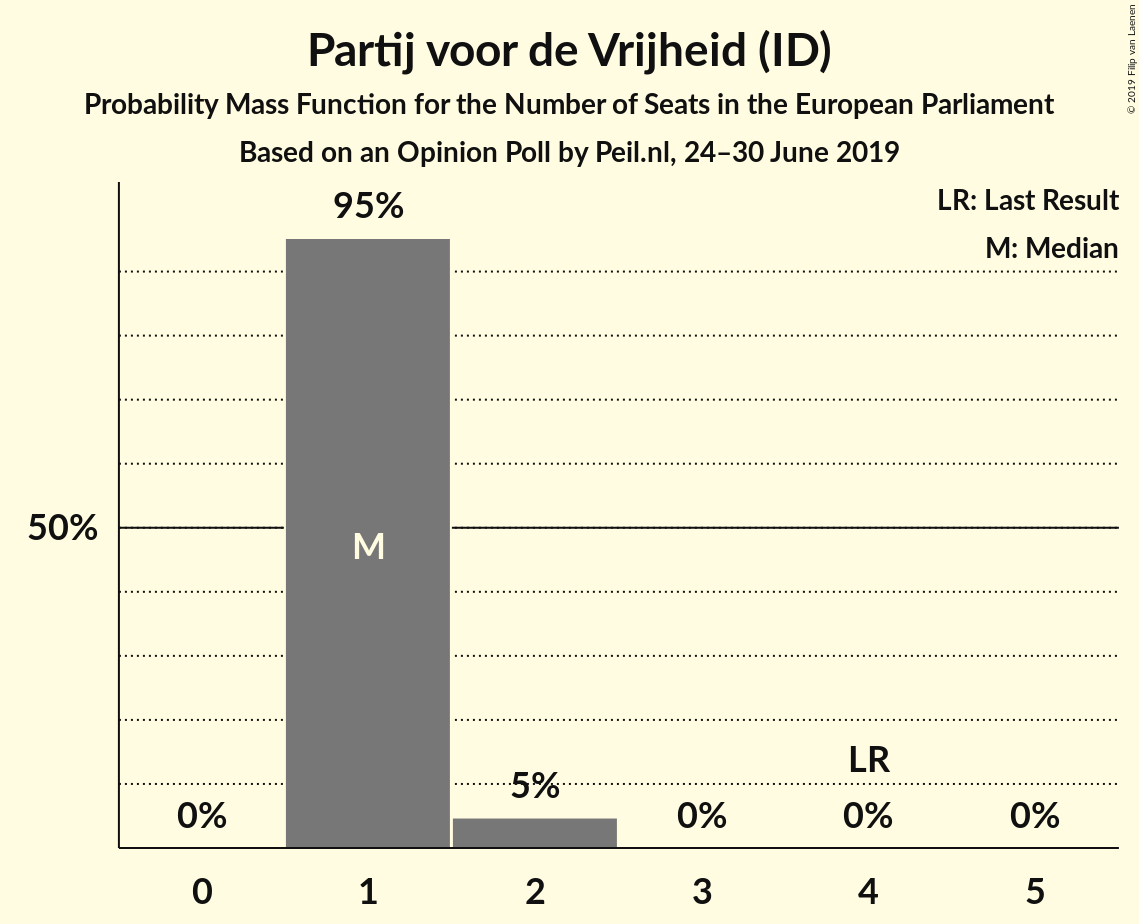 Partij voor de Vrijheid (ID)
Probability Mass Function for the Number of Seats in the European Parliament
Based on an Opinion Poll by Peil.nl, 24–30 June 2019
© 2019 Filip van Laenen
LR: Last Result
M: Median
95%
50%
M
LR
5%
0%
0%
0%
0%
0 1 2 3 4 5